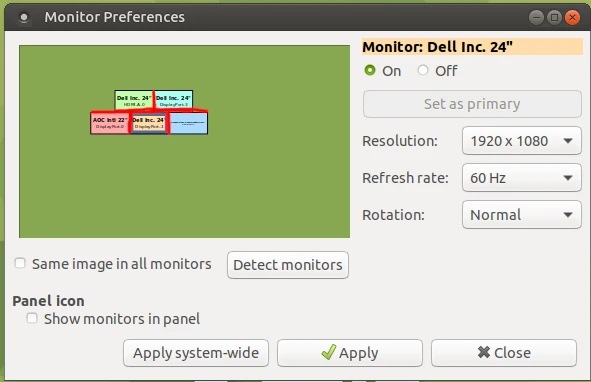 Monitor Preferences
Monitor: Dell Inc. 24"
On Off
Set as primary
Resolution: 1920 x 1080
Refresh rate: 60 Hz
Rotation: Normal
Dell Inc. 24" Dell Inc. 24"
HDMI-A-0
AOC Intl 22" Dell Inc. 24"
Same image in all monitors Detect monitors
Panel icon
Show monitors in panel
Apply system-wide Apply Close